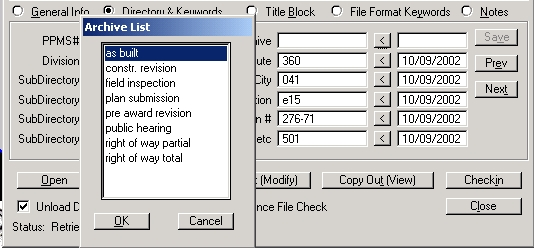 General Info Directory & Keywords Title Block File Format Keywords Notes
Archive List
PPMS#
Division
SubDirectory
SubDirectory
SubDirectory
SubDirectory
as built
constr. revision
field inspection
plan submission
pre award revision
public hearing
right of way partial
right of way total
OK Cancel
hive < Save
ute 360 < 10/09/2002 Prev
City 041 < 10/09/2002
tion e15 < 10/09/2002 Next
n # 276-71 < 10/09/2002
etc 501 < 10/09/2002
Open t (Modify) Copy Out (View) Checkin
Unload D nce File Check Close
Status: Retrie